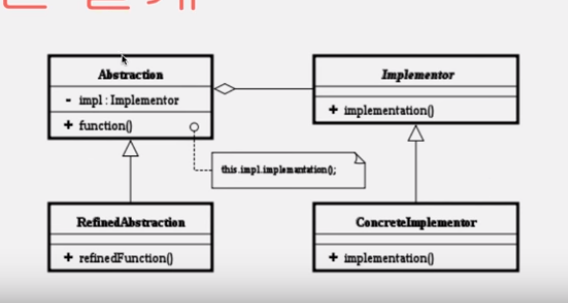 Abstraction
- impl : Implementor
+ function()
Implementor
+ implementation()
this.impl.implementation();
RefinedAbstraction
+ refinedFunction()
ConcreteImplementor
+ implementation()